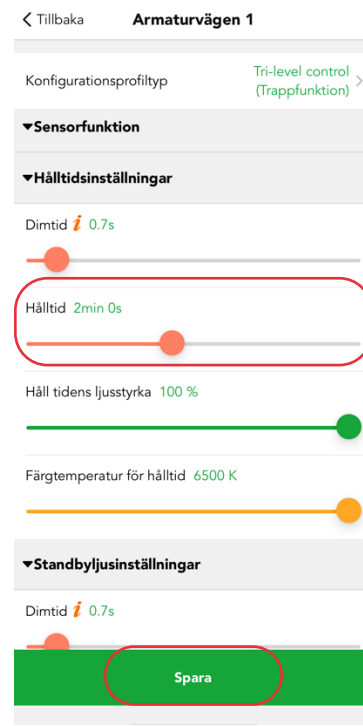 Tillbaka Armaturvägen 1
Konfigurationsprofiltyp Tri-level control
(Trappfunktion)
Sensorfunktion
Hålltidsinställningar
Dimtid i 0.7s
Hålltid 2min 0s
Håll tidens ljusstyrka 100 %
Färgtemperatur för hålltid 6500 K
Standbyljusinställningar
Dimtid i 0.7s
Spara